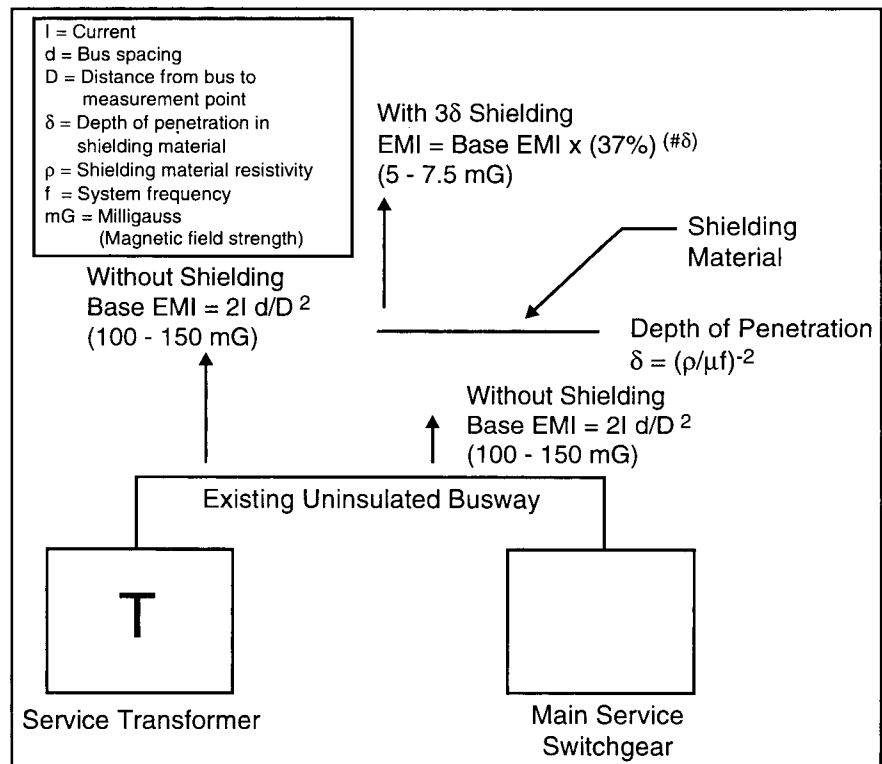 I = Current
d = Bus spacing
D = Distance from bus to
measurement point
δ = Depth of penetration in
shielding material
ρ = Shielding material resistivity
f = System frequency
mG = Milligauss
(Magnetic field strength)
With 3δ Shielding
EMI = Base EMI x (37%) (#δ)
(5 - 7.5 mG)
Shielding
Material
Without Shielding
Base EMI = 2I d/D 2
(100 - 150 mG)
Depth of Penetration
δ = (ρ/μf)-2
Without Shielding
Base EMI = 2I d/D 2
(100 - 150 mG)
Existing Uninsulated Busway
T
Service Transformer
Main Service
Switchgear